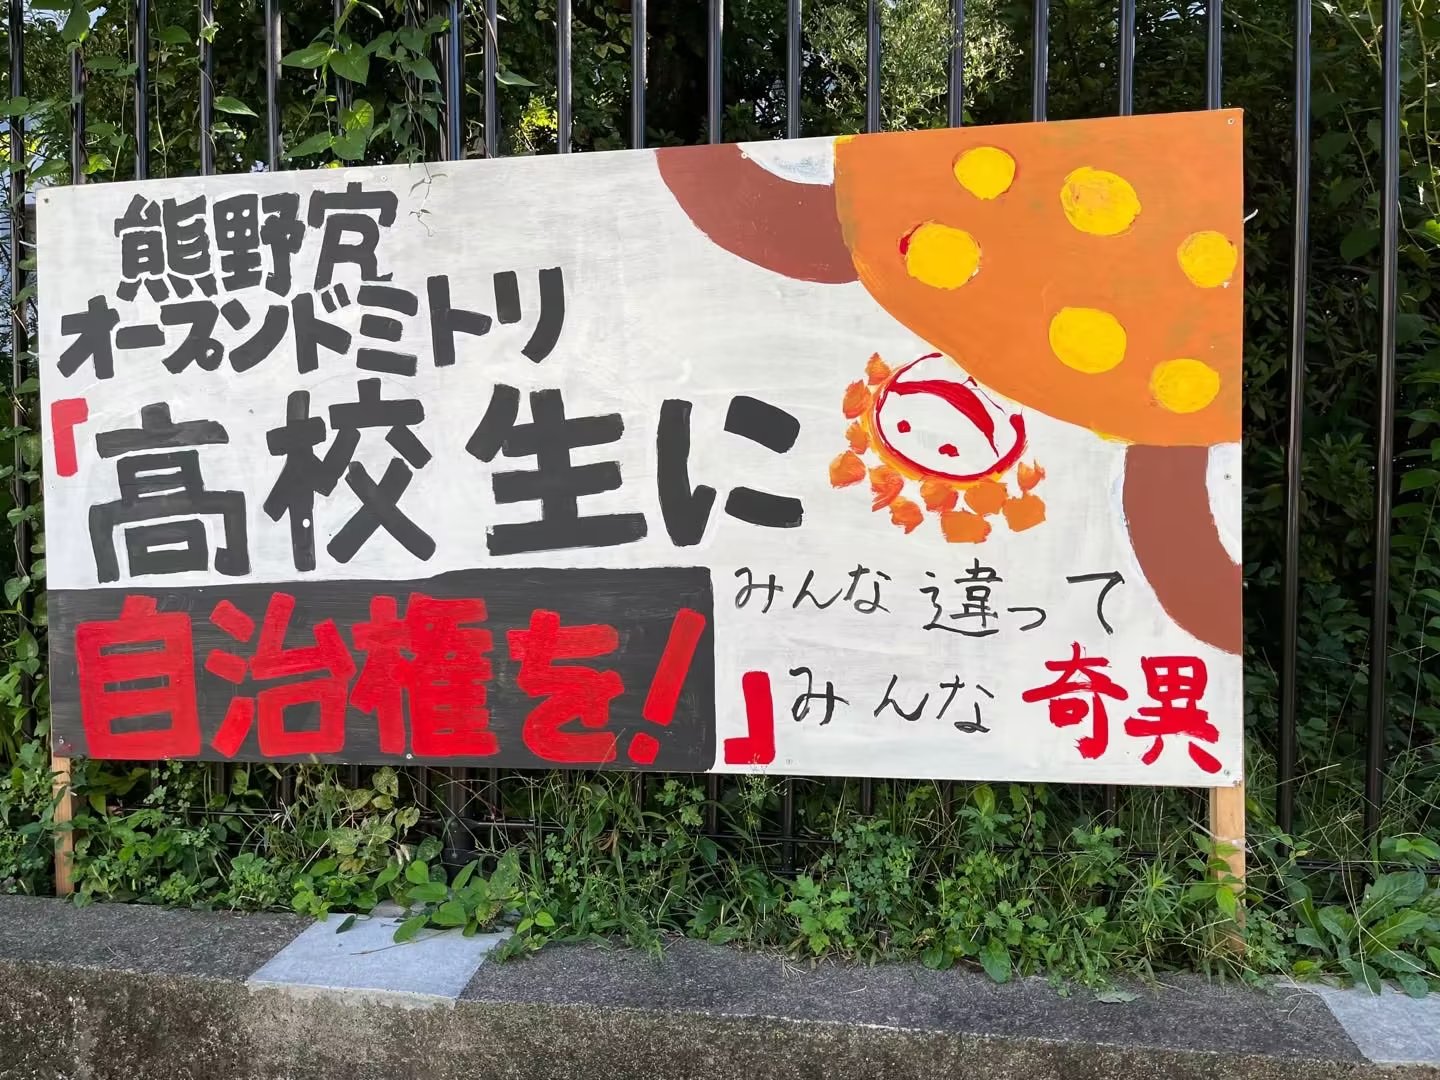 熊野寮
オープンドミトリ
「高校生に
自治権を!」
みんな違って
みんな奇異